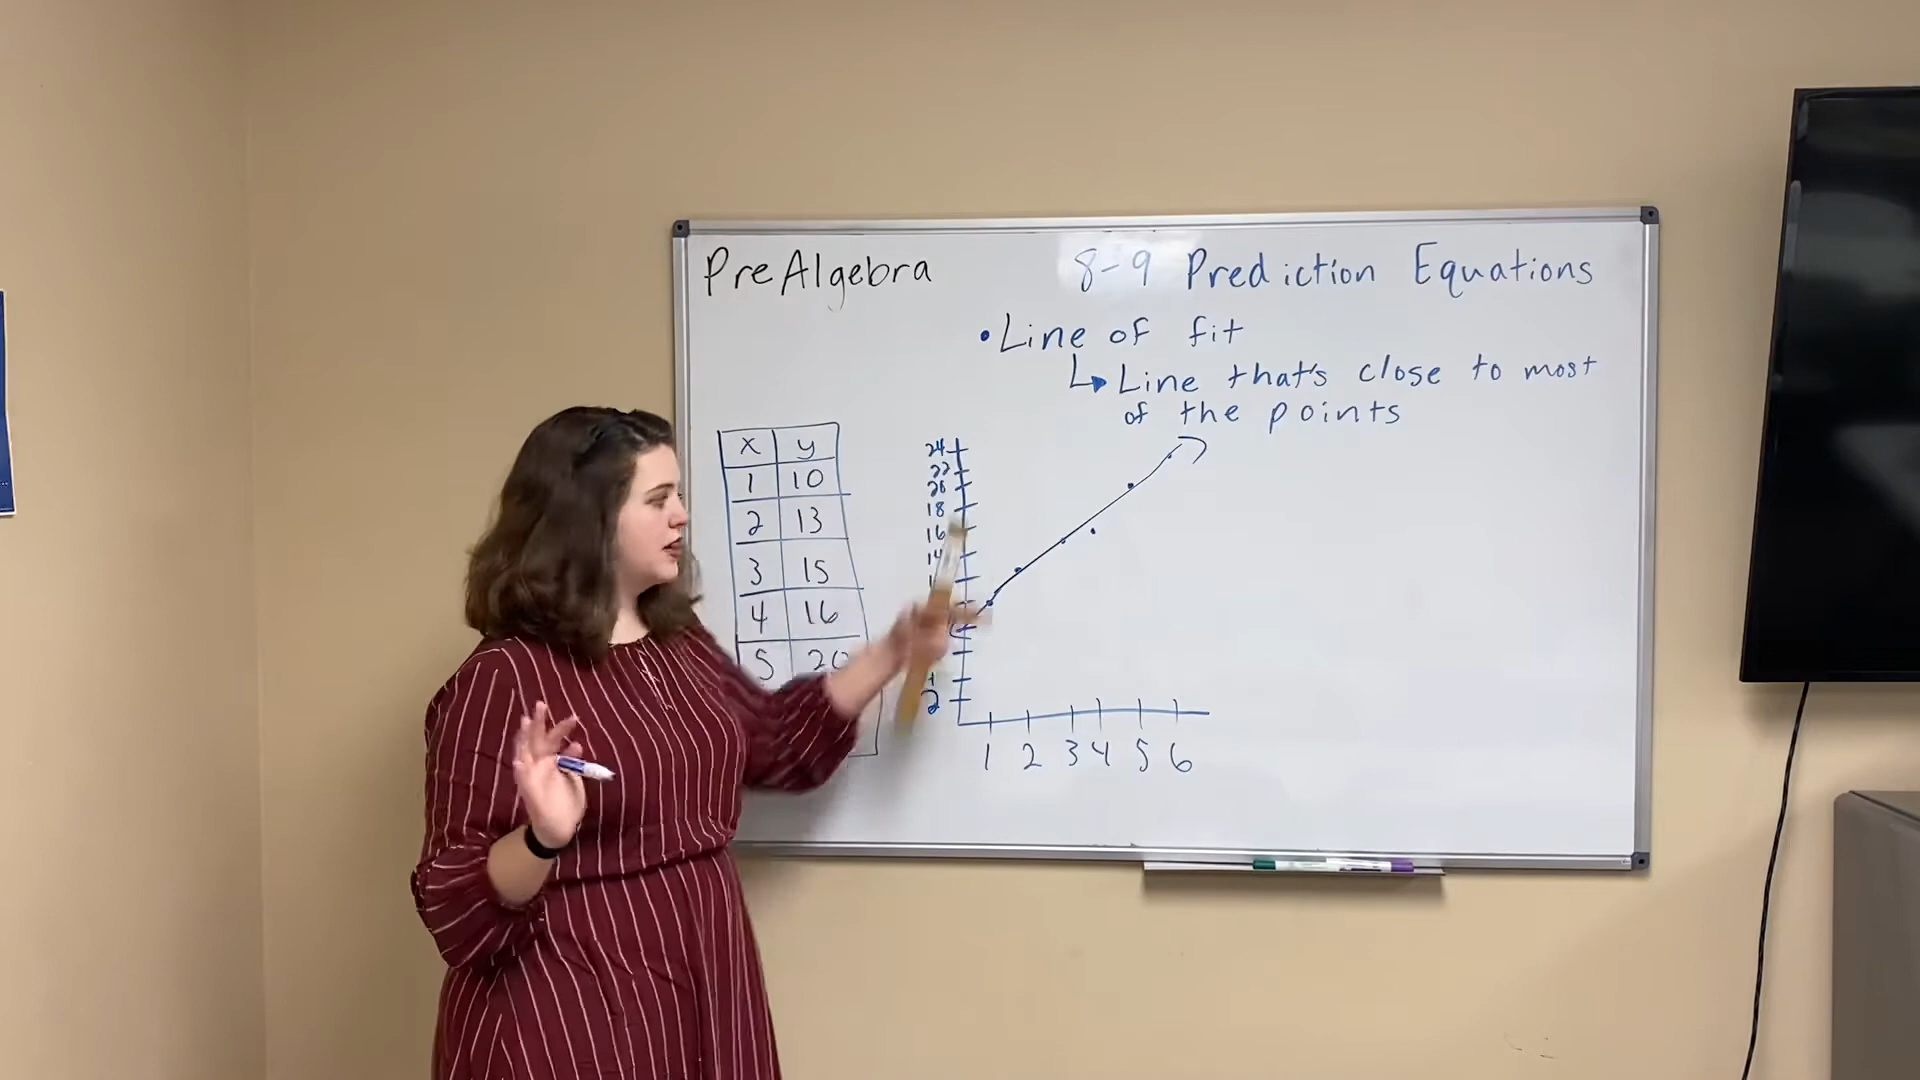 PreAlgebra
8-9 Prediction Equations
• Line of fit
↳ Line that's close to most
of the points
x y
1 10
2 13
3 15
4 16
5 20
24
22
20
18
16
14
2
1 2 3 4 5 6